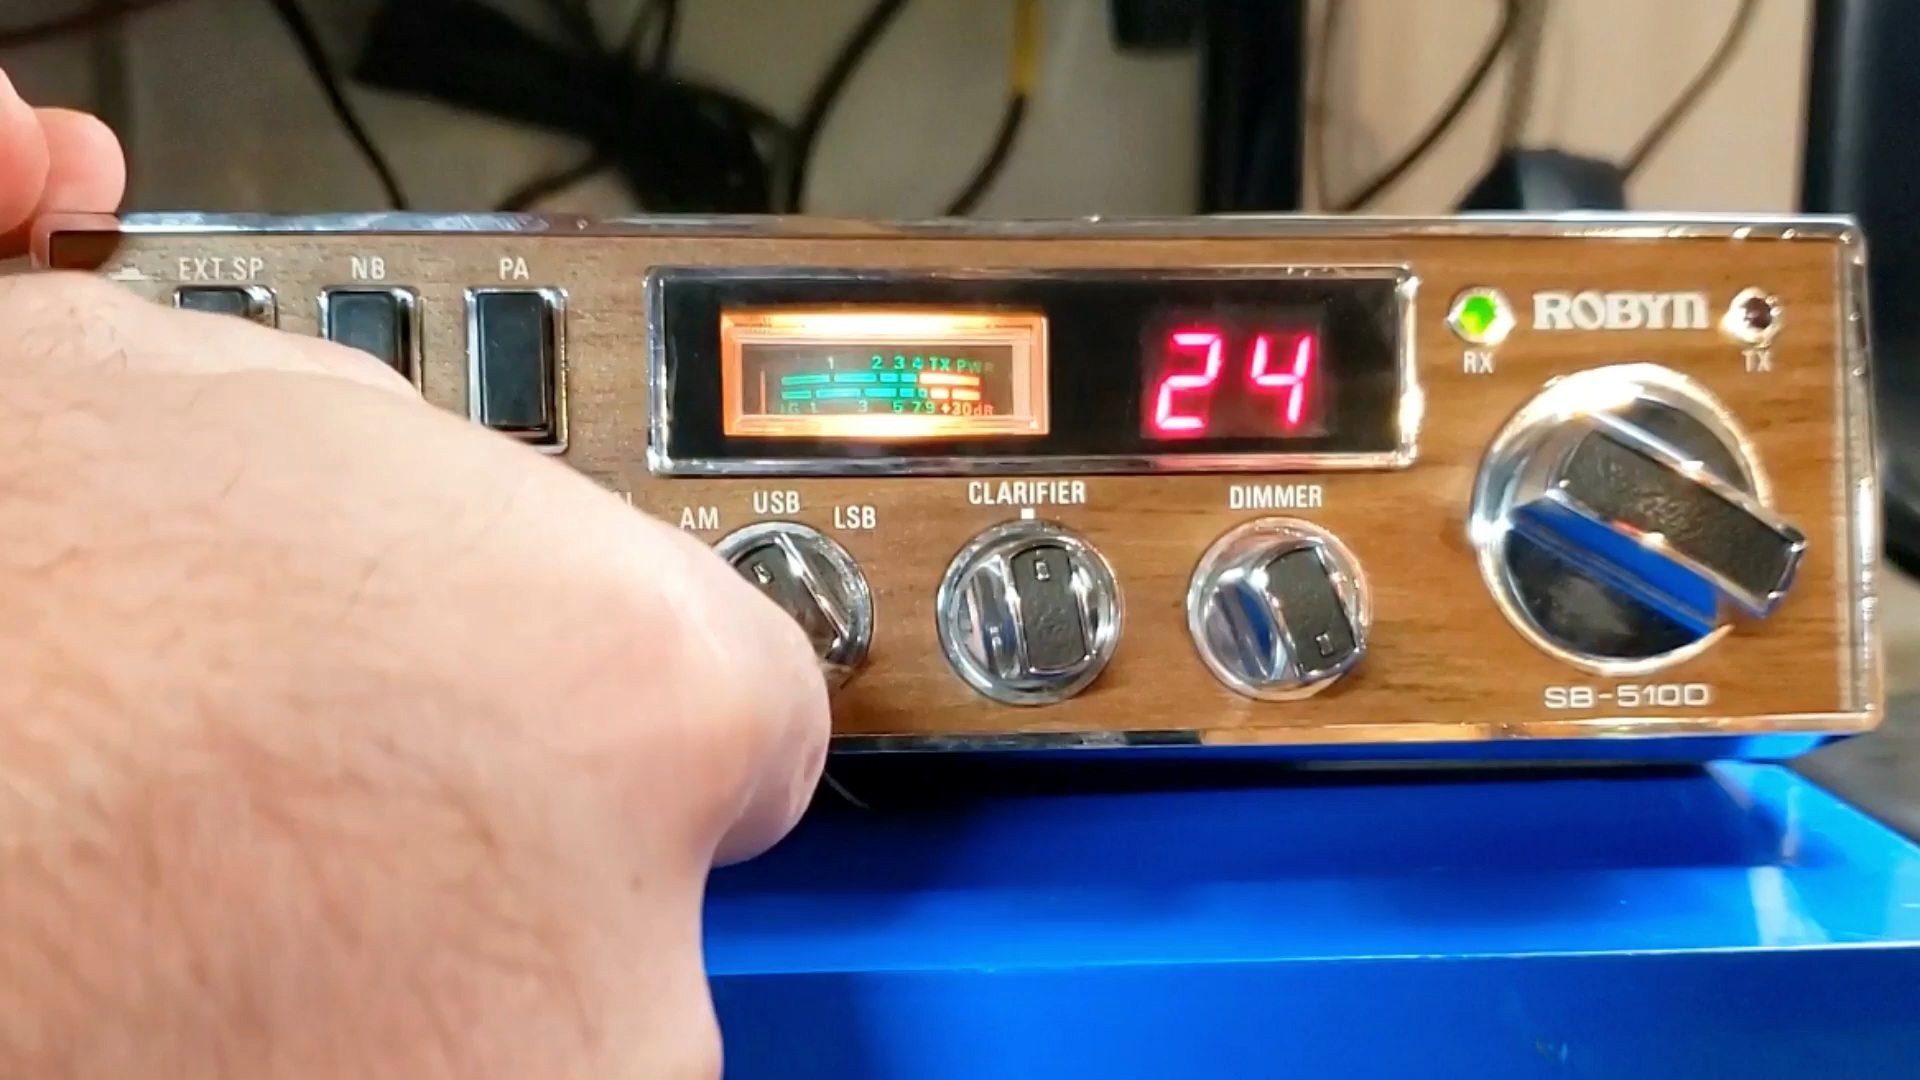 EXT SP NB PA
1 2 3 4 TX PWR
1 3 5 7 9 +30dB
24
ROBYN
RX TX
AM USB LSB
CLARIFIER
DIMMER
SB-510D